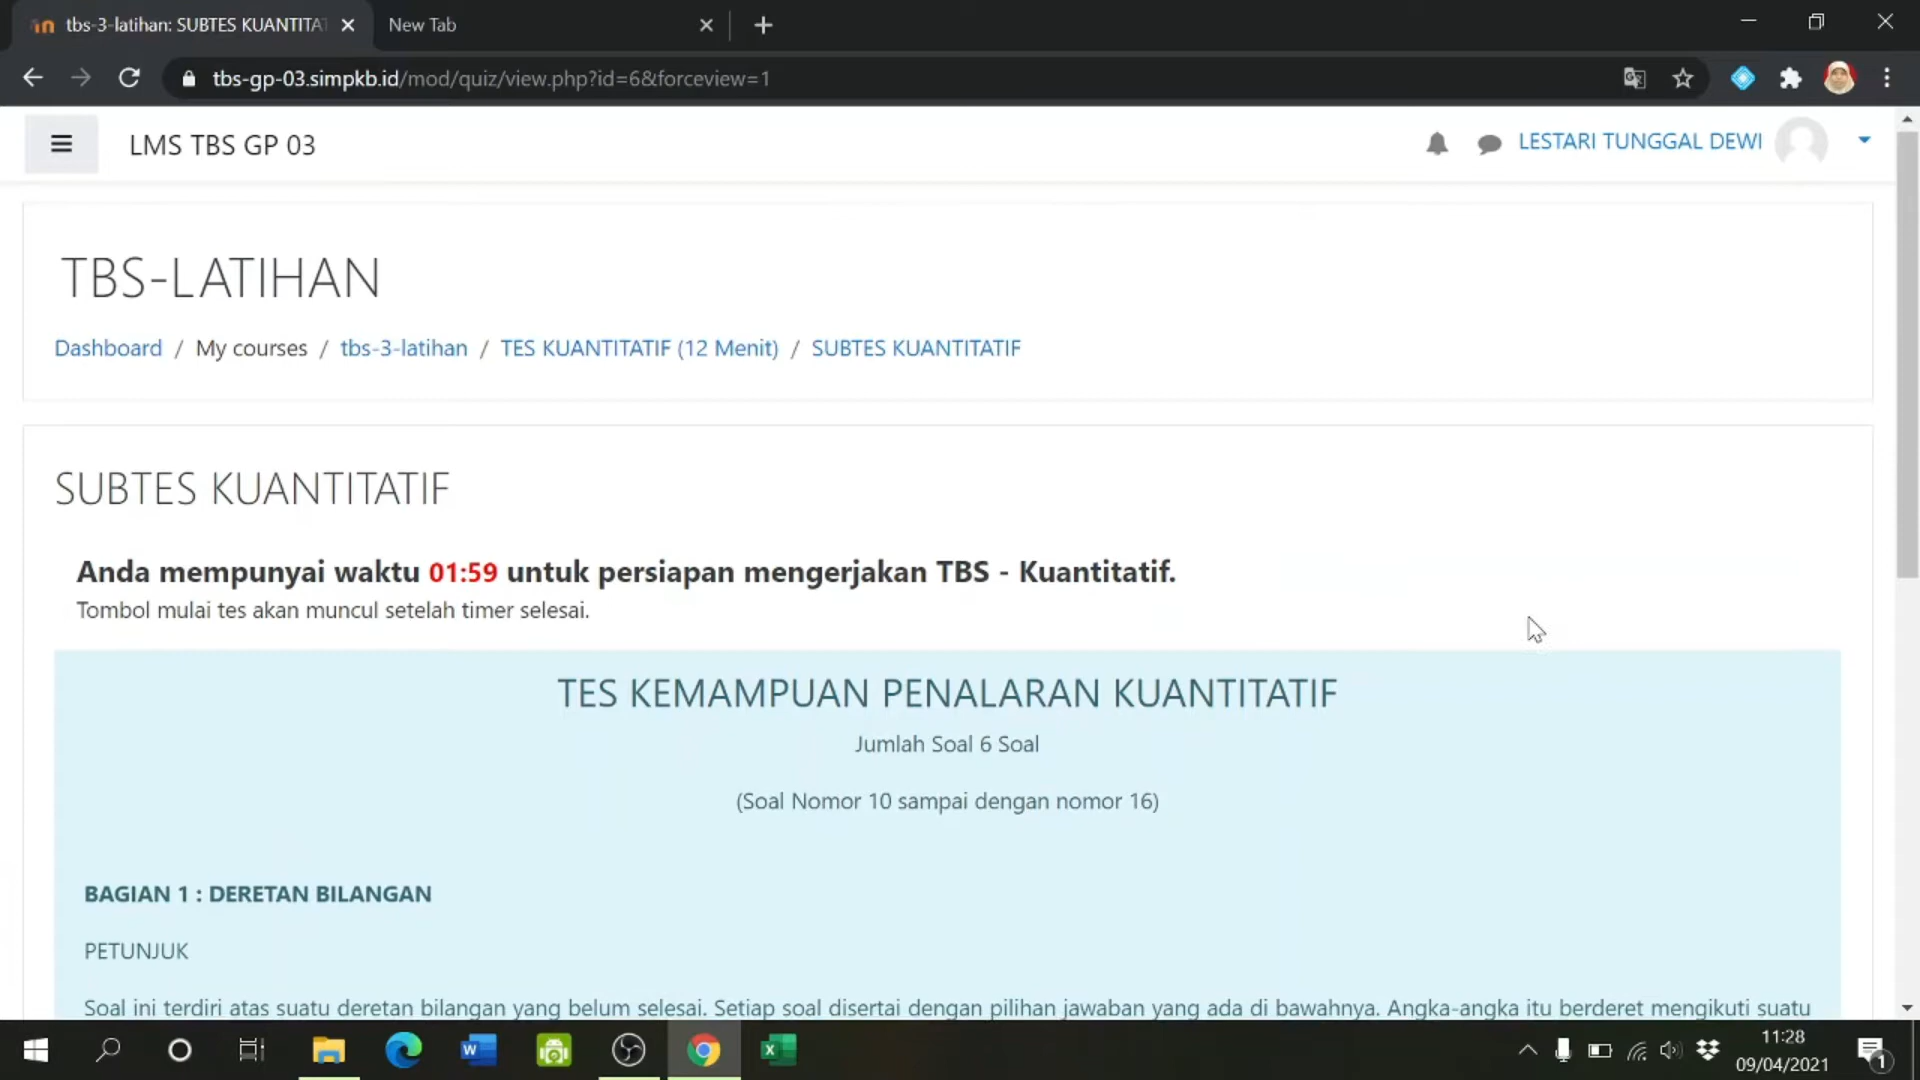 tbs-3-latihan: SUBTES KUANTITAT
New Tab
tbs-gp-03.simpkb.id/mod/quiz/view.php?id=6&forceview=1
LMS TBS GP 03
LESTARI TUNGGAL DEWI
TBS-LATIHAN
Dashboard / My courses / tbs-3-latihan / TES KUANTITATIF (12 Menit) / SUBTES KUANTITATIF
SUBTES KUANTITATIF
Anda mempunyai waktu 01:59 untuk persiapan mengerjakan TBS - Kuantitatif.
Tombol mulai tes akan muncul setelah timer selesai.
TES KEMAMPUAN PENALARAN KUANTITATIF
Jumlah Soal 6 Soal
(Soal Nomor 10 sampai dengan nomor 16)
BAGIAN 1 : DERETAN BILANGAN
PETUNJUK
Soal ini terdiri atas suatu deretan bilangan yang belum selesai. Setiap soal disertai dengan pilihan jawaban yang ada di bawahnya. Angka-angka itu berderet mengikuti suatu
11:28
09/04/2021
1